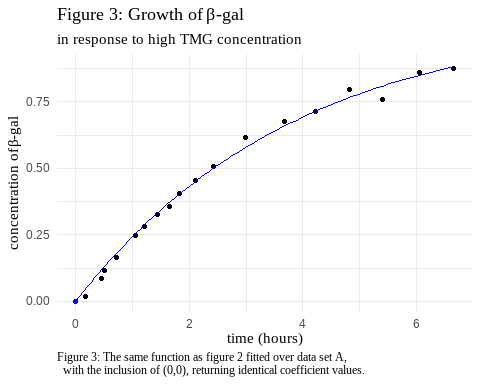 Figure 3: Growth of β-gal
in response to high TMG concentration
concentration of β-gal
0.75
0.50
0.25
0.00
0 2 4 6
time (hours)
Figure 3: The same function as figure 2 fitted over data set A,
with the inclusion of (0,0), returning identical coefficient values.